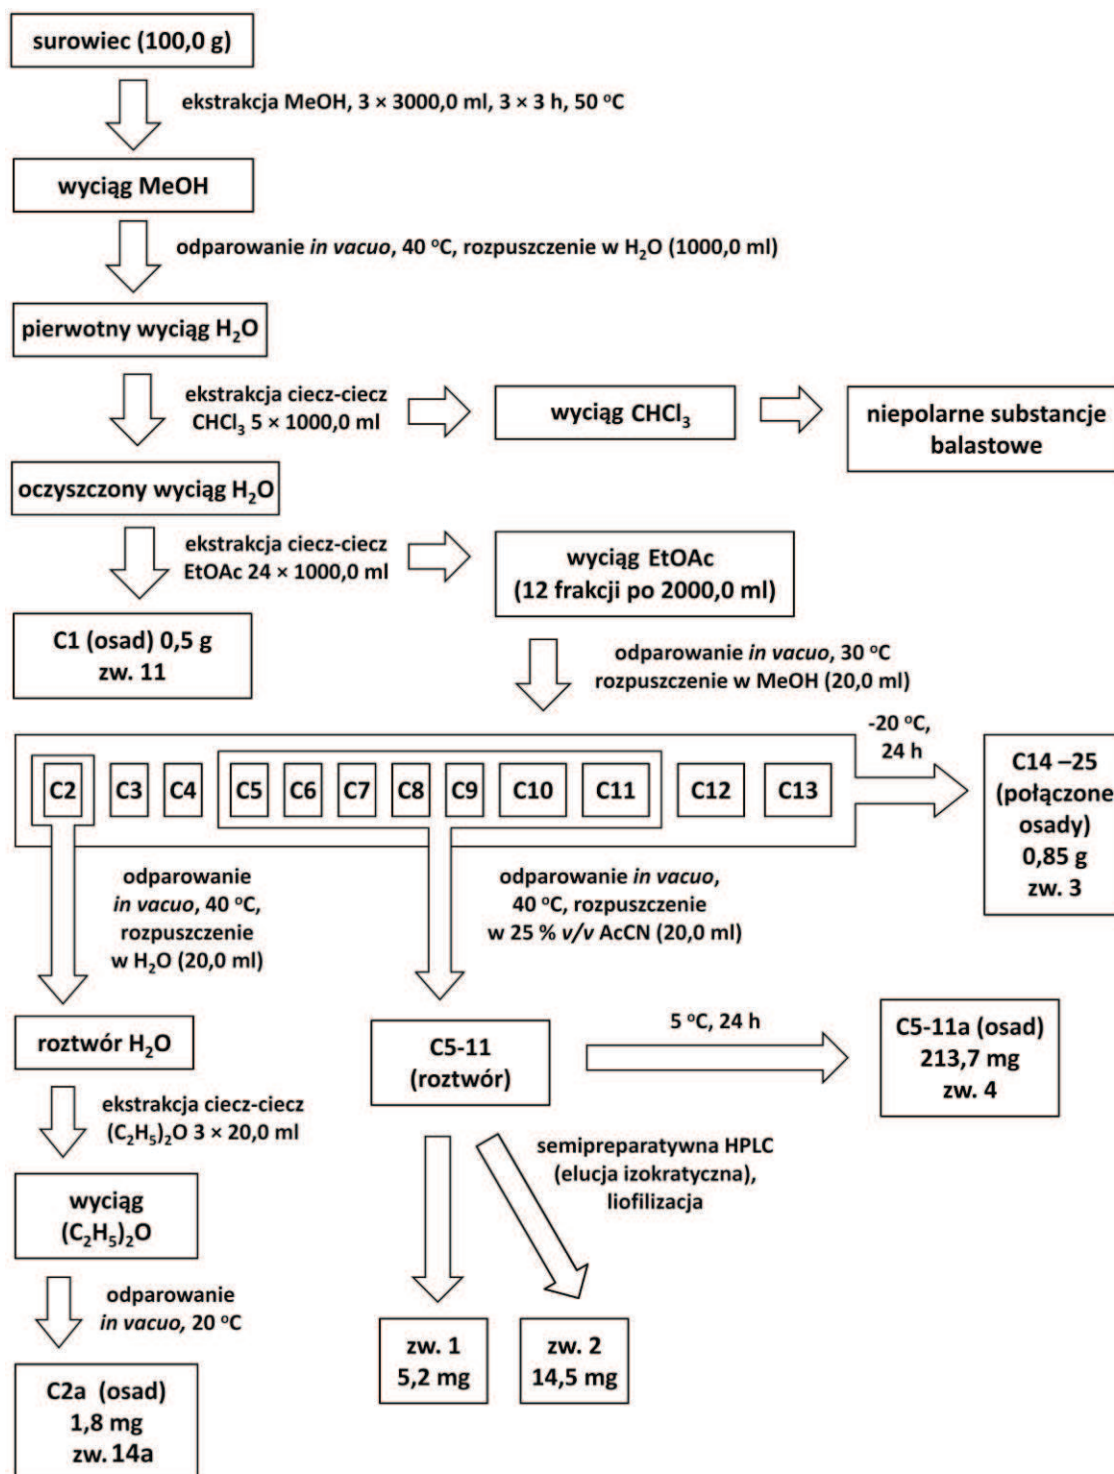 surowiec (100,0 g)
ekstrakcja MeOH, 3 × 3000,0 ml, 3 × 3 h, 50 °C
wyciąg MeOH
odparowanie in vacuo, 40 °C, rozpuszczenie w H₂O (1000,0 ml)
pierwotny wyciąg H₂O
ekstrakcja ciecz-ciecz
CHCl₃ 5 × 1000,0 ml
wyciąg CHCl₃
niepolarne substancje
balastowe
oczyszczony wyciąg H₂O
ekstrakcja ciecz-ciecz
EtOAc 24 × 1000,0 ml
wyciąg EtOAc
(12 frakcji po 2000,0 ml)
C1 (osad) 0,5 g
zw. 11
odparowanie in vacuo, 30 °C
rozpuszczenie w MeOH (20,0 ml)
-20 °C,
24 h
C2
C3
C4
C5
C6
C7
C8
C9
C10
C11
C12
C13
C14 –25
(połączone
osady)
0,85 g
zw. 3
odparowanie
in vacuo, 40 °C,
rozpuszczenie
w H₂O (20,0 ml)
odparowanie in vacuo,
40 °C, rozpuszczenie
w 25 % v/v AcCN (20,0 ml)
roztwór H₂O
C5-11
(roztwór)
5 °C, 24 h
C5-11a (osad)
213,7 mg
zw. 4
ekstrakcja ciecz-ciecz
(C₂H₅)₂O 3 × 20,0 ml
semipreparatywna HPLC
(elucja izokratyczna),
liofilizacja
wyciąg
(C₂H₅)₂O
odparowanie
in vacuo, 20 °C
zw. 1
5,2 mg
zw. 2
14,5 mg
C2a (osad)
1,8 mg
zw. 14a